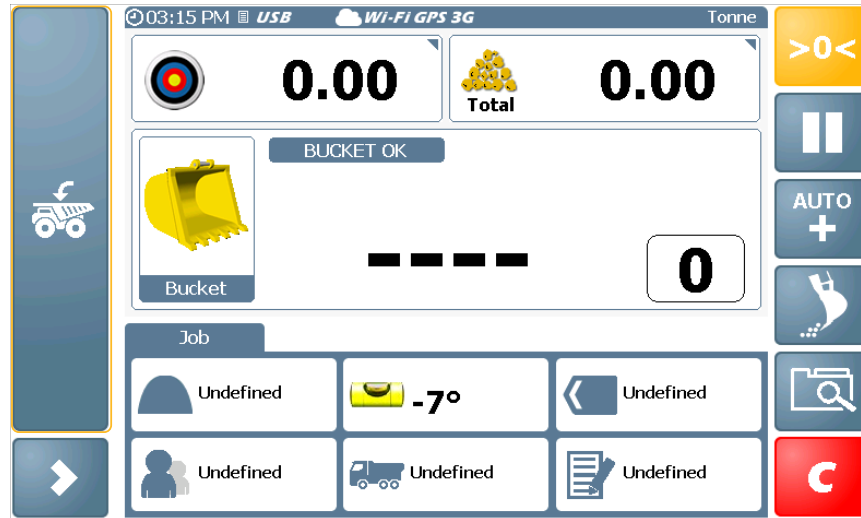 03:15 PM USB Wi-Fi GPS 3G Tonne
>0<
0.00
Total
0.00
BUCKET OK
AUTO
+
Bucket
----
0
Job
Undefined
-7°
Undefined
Undefined
Undefined
Undefined
C